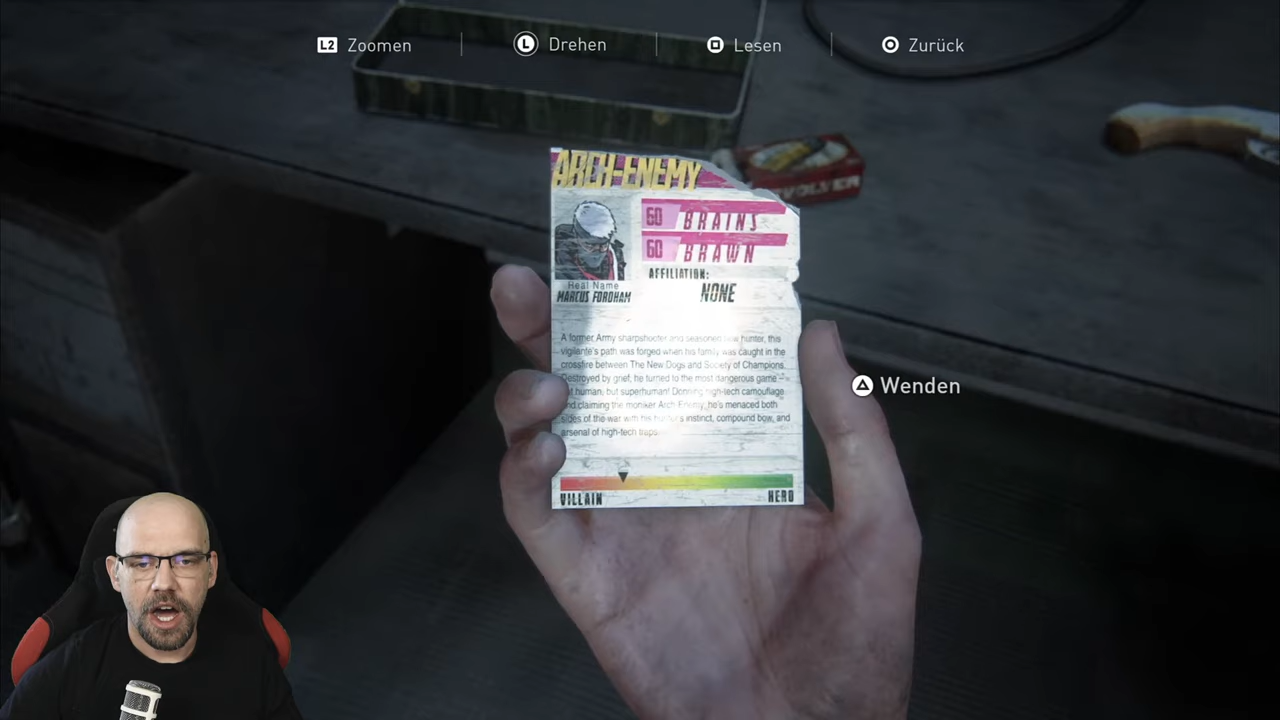 L2 Zoomen
L Drehen
Lesen
Zurück
ARCH-ENEMY
60 BRAINS
60 BRAWN
AFFILIATION:
NONE
Real Name
MARCUS FORDHAM
A former Army sharpshooter and seasoned hunter, this
vigilante's path was forged when his family was caught in the
crossfire between The New Dogs and Society of Champions.
Destroyed by grief, he turned to the most dangerous game –
not human, but superhuman! Donning high-tech camouflage
and claiming the moniker Arch Enemy, he's menaced both
sides of the war with his hunter's instinct, compound bow, and
arsenal of high-tech traps.
VILLAIN
HERO
Wenden